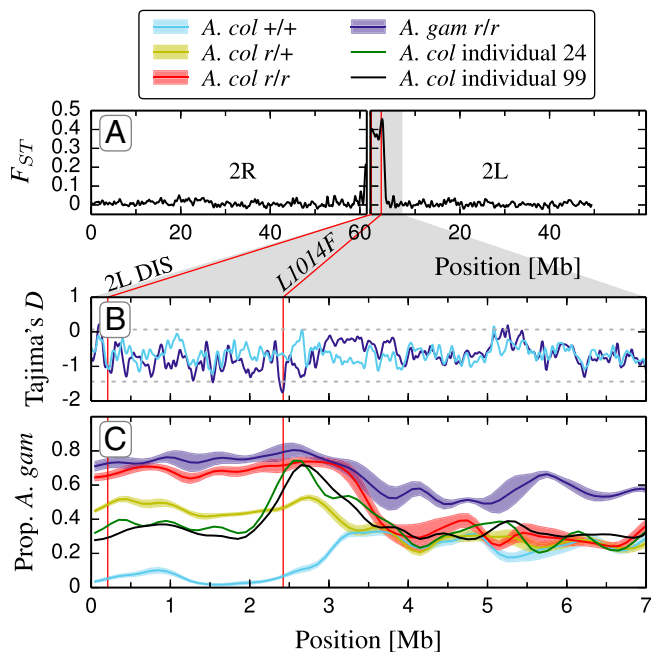 A. col +/+
A. col r/+
A. col r/r
A. gam r/r
A. col individual 24
A. col individual 99
A
F_ST
0.5
0.4
0.3
0.2
0.1
0
2R
2L
0
20
40
60
20
40
Position [Mb]
2L DIS
L1014F
B
Tajima's D
1
0
-1
-2
C
Prop. A. gam
0.8
0.6
0.4
0.2
0
0
1
2
3
4
5
6
7
Position [Mb]